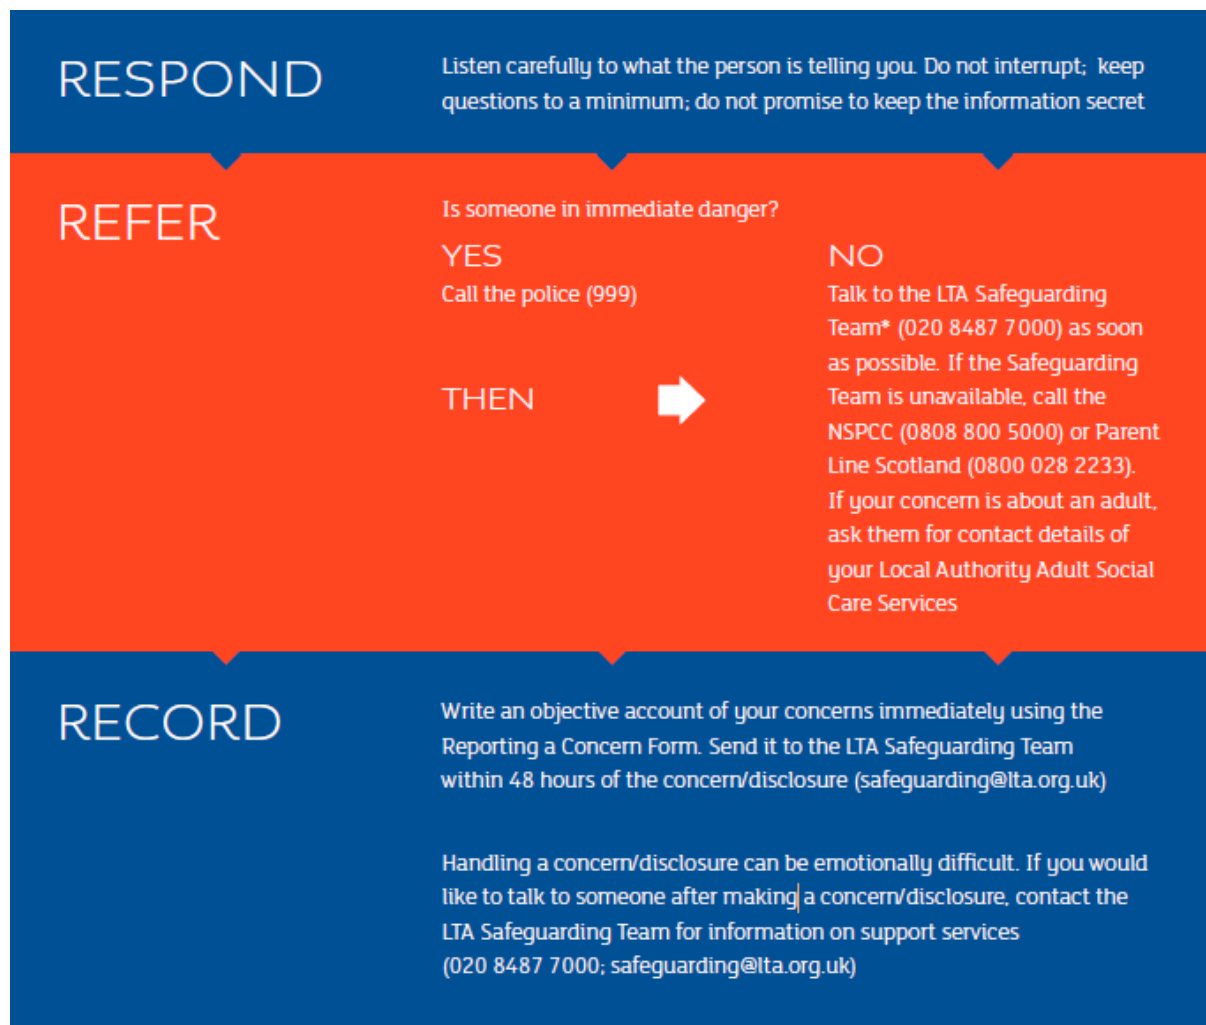 RESPOND
Listen carefully to what the person is telling you. Do not interrupt;  keep
questions to a minimum; do not promise to keep the information secret
REFER
Is someone in immediate danger?
YES
Call the police (999)
THEN
NO
Talk to the LTA Safeguarding
Team* (020 8487 7000) as soon
as possible. If the Safeguarding
Team is unavailable, call the
NSPCC (0808 800 5000) or Parent
Line Scotland (0800 028 2233).
If your concern is about an adult,
ask them for contact details of
your Local Authority Adult Social
Care Services
RECORD
Write an objective account of your concerns immediately using the
Reporting a Concern Form. Send it to the LTA Safeguarding Team
within 48 hours of the concern/disclosure (safeguarding@lta.org.uk)
Handling a concern/disclosure can be emotionally difficult. If you would
like to talk to someone after making a concern/disclosure, contact the
LTA Safeguarding Team for information on support services
(020 8487 7000; safeguarding@lta.org.uk)